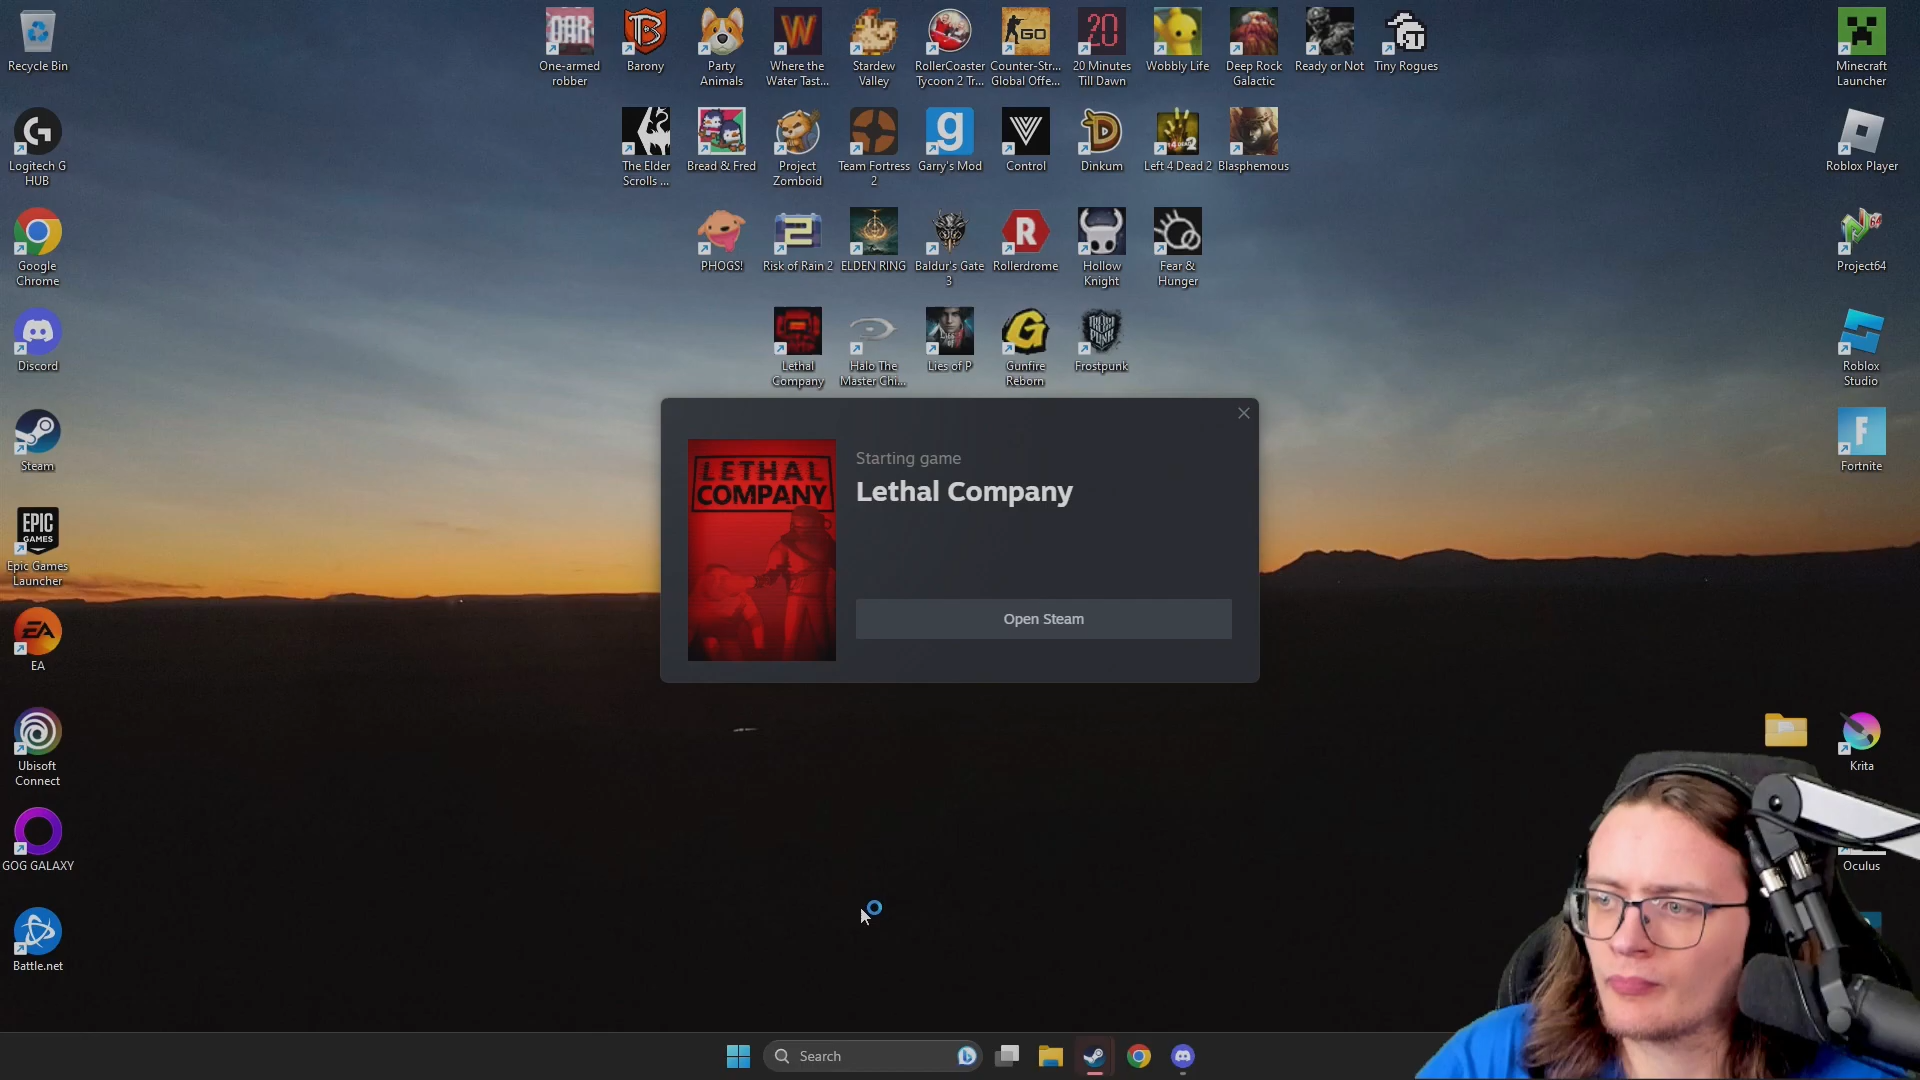 Recycle Bin
One-armed
robber
Barony
Party
Animals
Where the
Water Tast...
Stardew
Valley
RollerCoaster
Tycoon 2 Tr...
GO
Counter-Str...
Global Offe...
20
20 Minutes
Till Dawn
Wobbly Life
Deep Rock
Galactic
Ready or Not
Tiny Rogues
Minecraft
Launcher
Logitech G
HUB
The Elder
Scrolls ...
Bread & Fred
Project
Zomboid
Team Fortress
2
Garry's Mod
Control
Dinkum
Left 4 Dead 2
Blasphemous
Roblox Player
Google
Chrome
PHOGS!
Risk of Rain 2
ELDEN RING
Baldur's Gate
3
Rollerdrome
Hollow
Knight
Fear &
Hunger
Project64
Discord
Lethal
Company
Halo The
Master Chi...
Lies of P
Gunfire
Reborn
Frostpunk
Roblox
Studio
Steam
Fortnite
EPIC
GAMES
Epic Games
Launcher
LETHAL
COMPANY
Starting game
Lethal Company
Open Steam
EA
EA
Ubisoft
Connect
Krita
GOG GALAXY
Oculus
Battle.net
Search